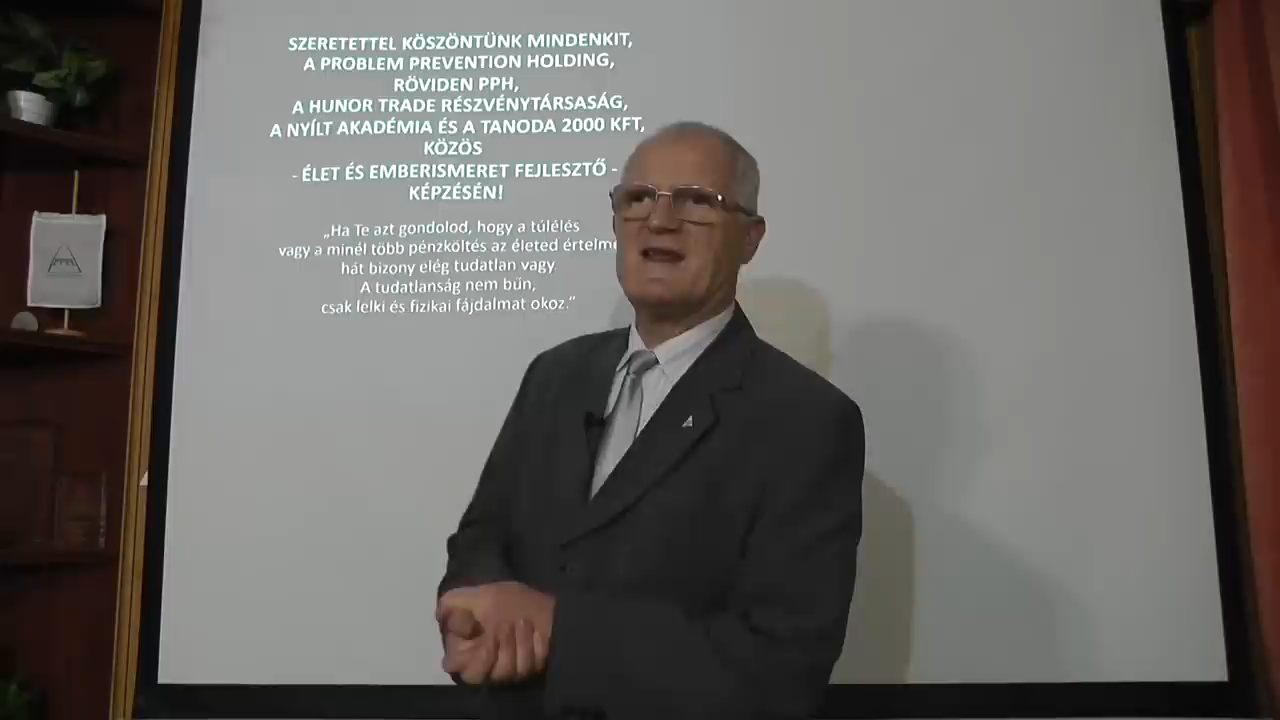 SZERETETTEL KÖSZÖNTÜNK MINDENKIT,
A PROBLEM PREVENTION HOLDING,
RÖVIDEN PPH,
A HUNOR TRADE RÉSZVÉNYTÁRSASÁG,
A NYÍLT AKADÉMIA ÉS A TANODA 2000 KFT,
KÖZÖS
- ÉLET ÉS EMBERISMERET FEJLESZTŐ -
KÉPZÉSÉN!
„Ha Te azt gondolod, hogy a túlélés
vagy a minél több pénzköltés az életed értelme
hát bizony elég tudatlan vagy.
A tudatlanság nem bűn,
csak lelki és fizikai fájdalmat okoz.”